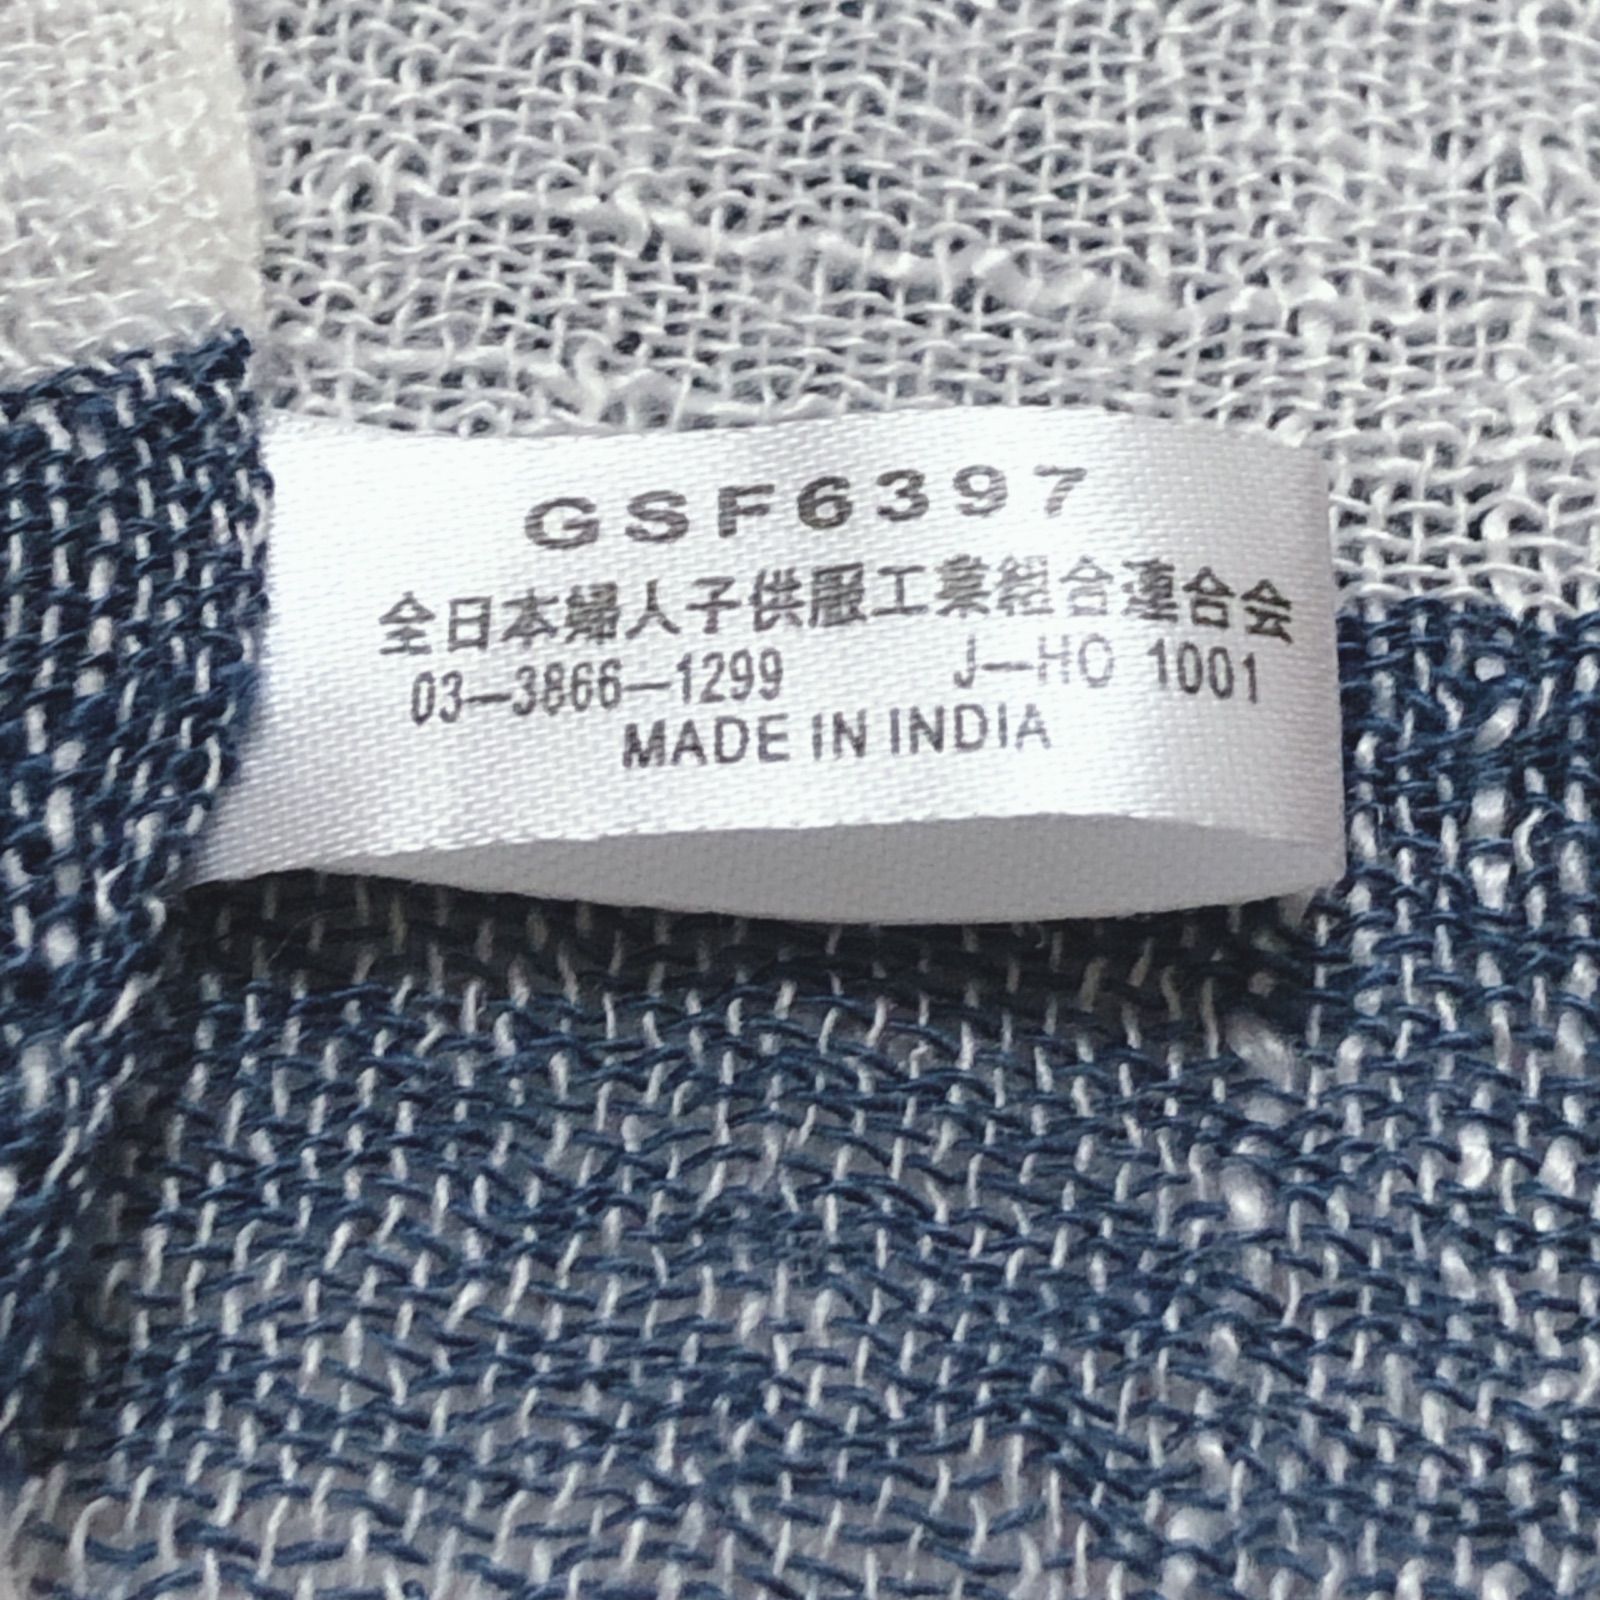 GSF6397
全日本婦人子供服工業組合連合会
03-3866-1299 J-HO 1001
MADE IN INDIA